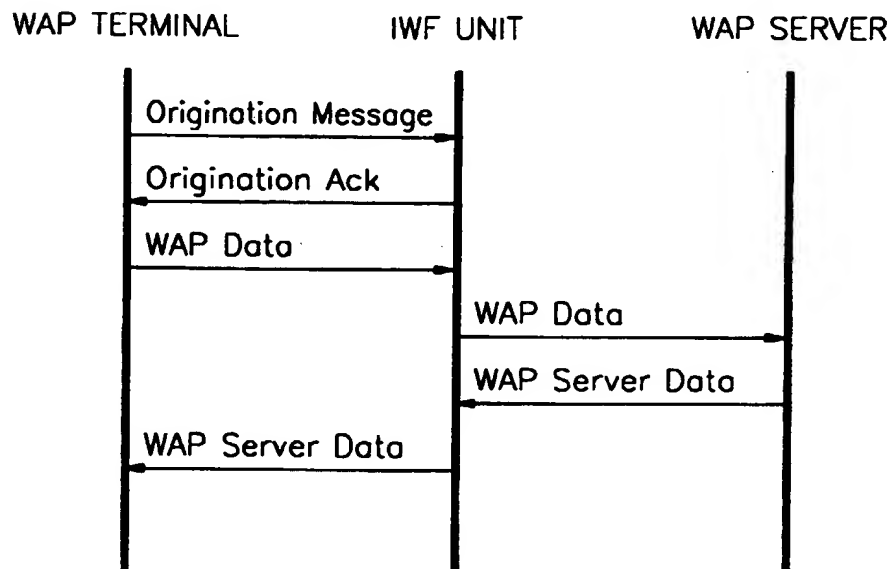 WAP TERMINAL IWF UNIT WAP SERVER
Origination Message
Origination Ack
WAP Data
WAP Data
WAP Server Data
WAP Server Data